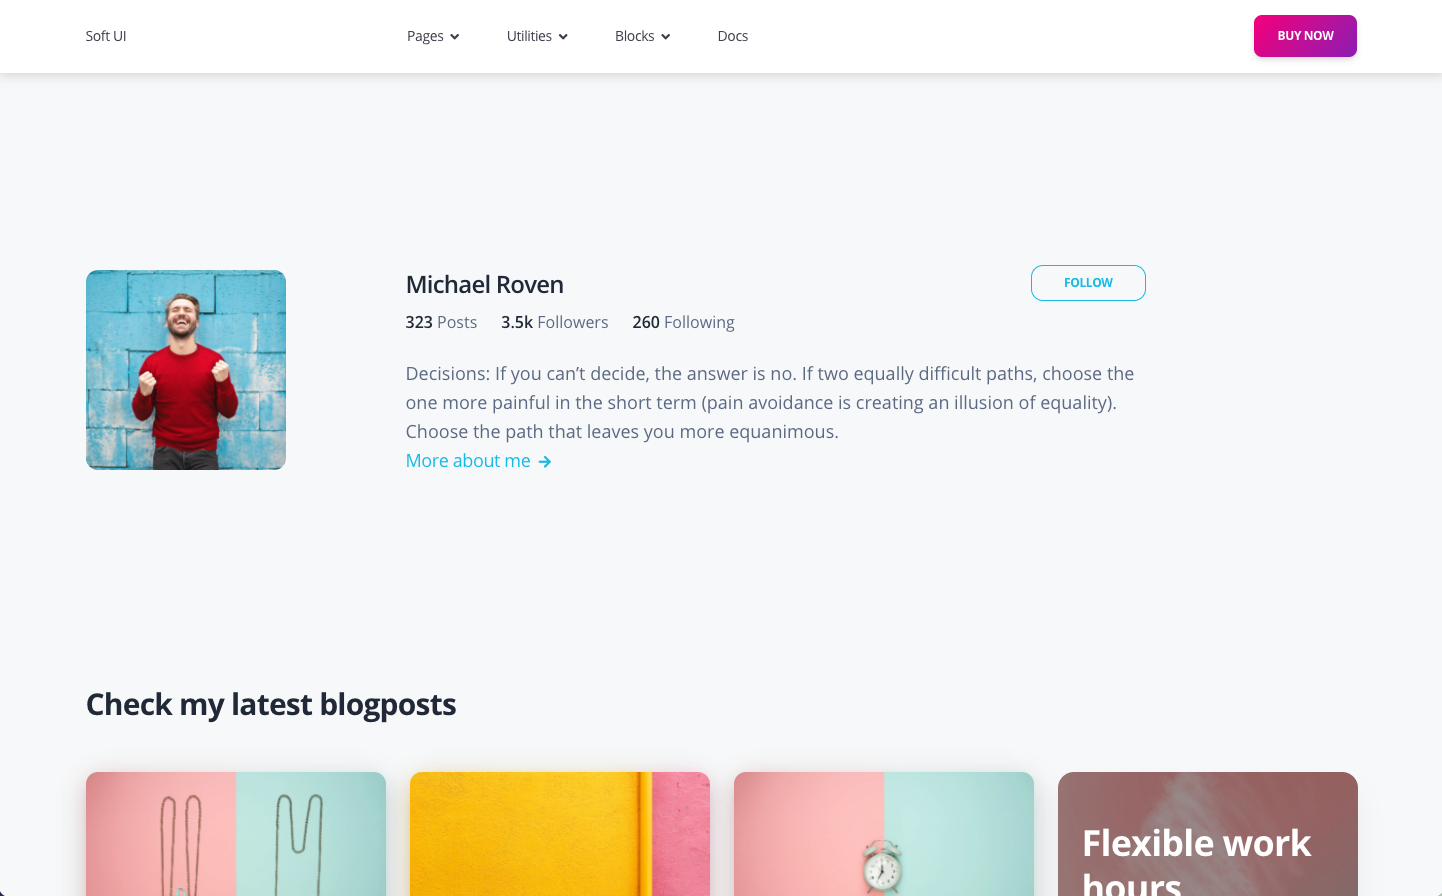 Soft UI
Pages
Utilities
Blocks
Docs
BUY NOW
Michael Roven
FOLLOW
323 Posts 3.5k Followers 260 Following
Decisions: If you can’t decide, the answer is no. If two equally difficult paths, choose the
one more painful in the short term (pain avoidance is creating an illusion of equality).
Choose the path that leaves you more equanimous.
More about me
Check my latest blogposts
Flexible work
hours